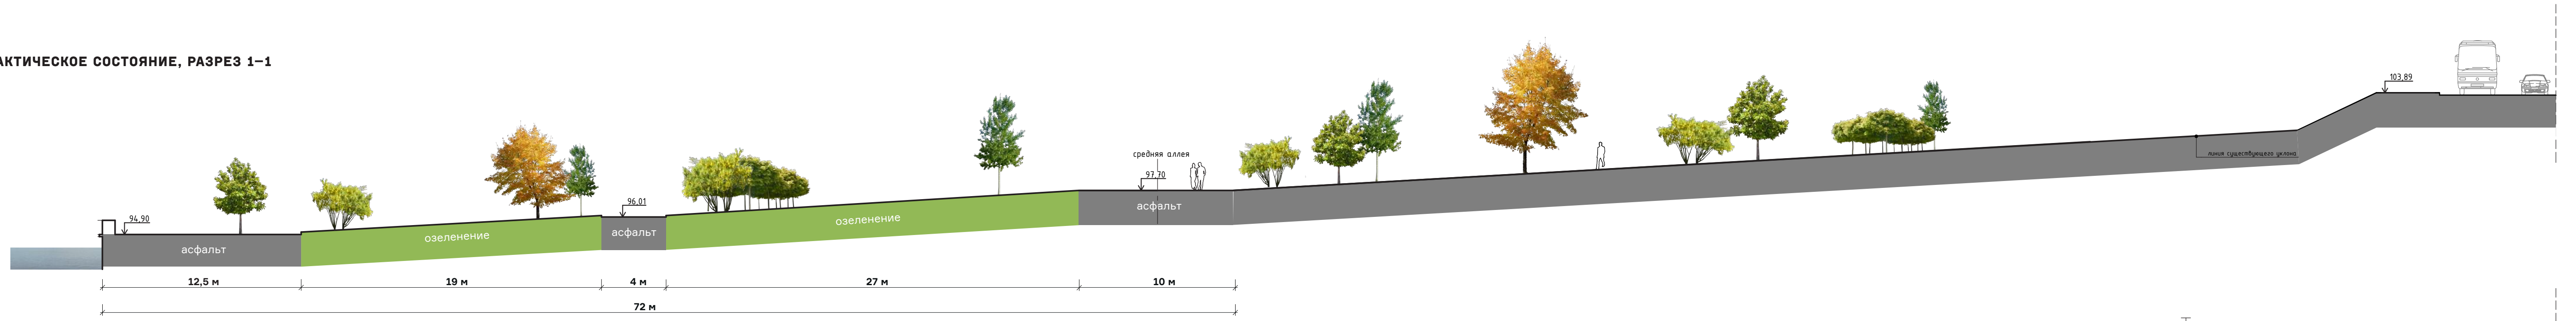 АКТИЧЕСКОЕ СОСТОЯНИЕ, РАЗРЕЗ 1–1
103,89
средняя аллея
линия существующего уклона
97,70
96,01
94,90
асфальт
озеленение
асфальт
озеленение
асфальт
12,5 м
19 м
4 м
27 м
10 м
72 м